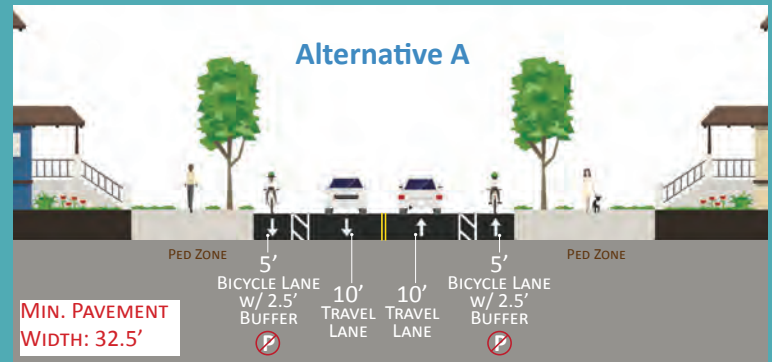 Alternative A
PED ZONE
PED ZONE
5'
BICYCLE LANE
W/ 2.5'
BUFFER
P
10'
TRAVEL
LANE
10'
TRAVEL
LANE
5'
BICYCLE LANE
W/ 2.5'
BUFFER
P
MIN. PAVEMENT
WIDTH: 32.5'